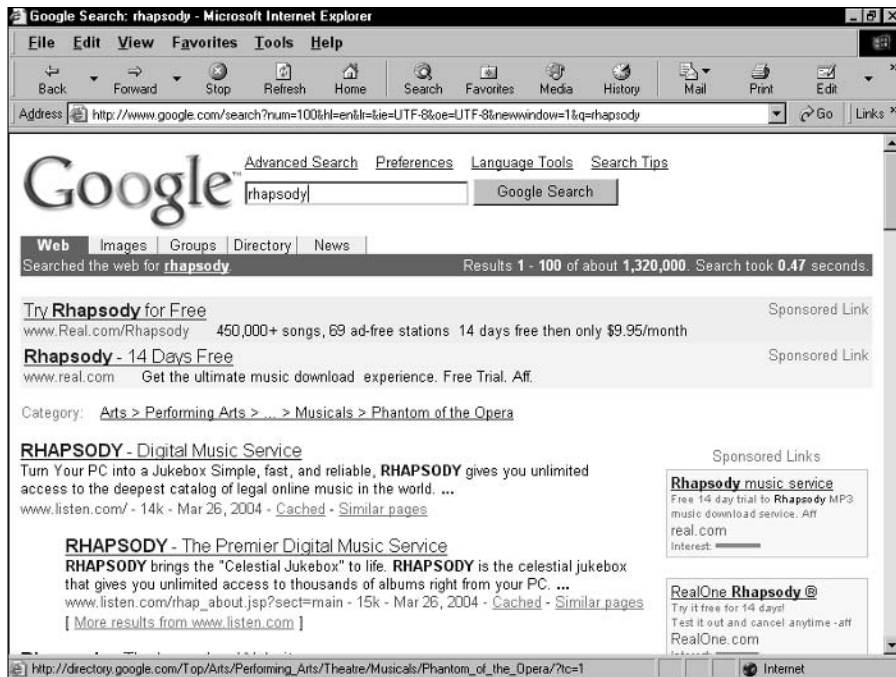 Google Search: rhapsody - Microsoft Internet Explorer
File Edit View Favorites Tools Help
Back Forward Stop Refresh Home Search Favorites Media History Mail Print Edit
Address http://www.google.com/search?num=100&hl=en&lr=&ie=UTF-8&oe=UTF-8&newwindow=1&q=rhapsody Go Links
Advanced Search Preferences Language Tools Search Tips
Google™ rhapsody Google Search
Web Images Groups Directory News
Searched the web for rhapsody. Results 1 - 100 of about 1,320,000. Search took 0.47 seconds.
Try Rhapsody for Free Sponsored Link
www.Real.com/Rhapsody 450,000+ songs, 69 ad-free stations 14 days free then only $9.95/month
Rhapsody - 14 Days Free Sponsored Link
www.real.com Get the ultimate music download experience. Free Trial. Aff.
Category: Arts > Performing Arts > ... > Musicals > Phantom of the Opera
RHAPSODY - Digital Music Service
Turn Your PC into a Jukebox Simple, fast, and reliable, RHAPSODY gives you unlimited
access to the deepest catalog of legal online music in the world. ...
www.listen.com/ - 14k - Mar 26, 2004 - Cached - Similar pages
RHAPSODY - The Premier Digital Music Service
RHAPSODY brings the "Celestial Jukebox" to life. RHAPSODY is the celestial jukebox
that gives you unlimited access to thousands of albums right from your PC. ...
www.listen.com/rhap_about.jsp?sect=main - 15k - Mar 26, 2004 - Cached - Similar pages
[ More results from www.listen.com ]
Sponsored Links
Rhapsody music service
Free 14 day trial to Rhapsody MP3
music download service. Aff
real.com
Interest:
RealOne Rhapsody ®
Try it free for 14 days!
Test it out and cancel anytime -aff
RealOne.com
http://directory.google.com/Top/Arts/Performing_Arts/Theatre/Musicals/Phantom_of_the_Opera/?tc=1 Internet